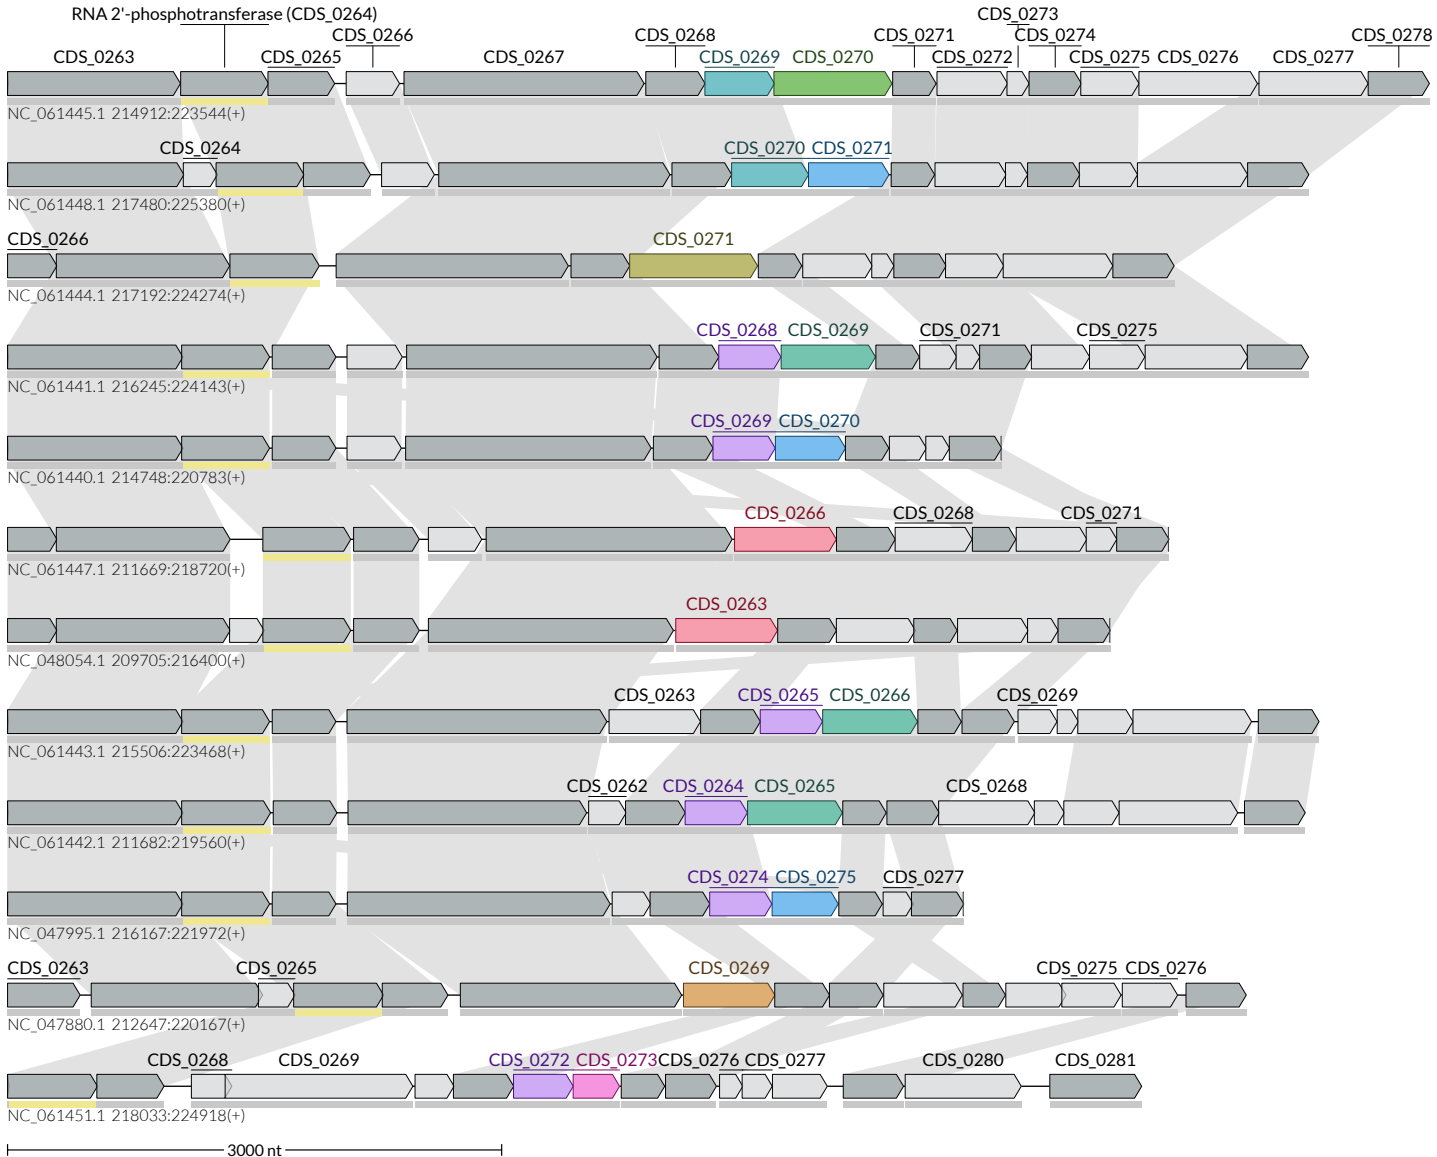 RNA 2'-phosphotransferase (CDS_0264)
CDS_0273
CDS_0266 CDS_0268 CDS_0271 CDS_0274 CDS_0278
CDS_0263 CDS_0265 CDS_0267 CDS_0269 CDS_0270 CDS_0272 CDS_0275 CDS_0276 CDS_0277
NC_061445.1 214912:223544(+)
CDS_0264 CDS_0270 CDS_0271
NC_061448.1 217480:225380(+)
CDS_0266 CDS_0271
NC_061444.1 217192:224274(+)
CDS_0268 CDS_0269 CDS_0271 CDS_0275
NC_061441.1 216245:224143(+)
CDS_0269 CDS_0270
NC_061440.1 214748:220783(+)
CDS_0266 CDS_0268 CDS_0271
NC_061447.1 211669:218720(+)
CDS_0263
NC_048054.1 209705:216400(+)
CDS_0263 CDS_0265 CDS_0266 CDS_0269
NC_061443.1 215506:223468(+)
CDS_0262 CDS_0264 CDS_0265 CDS_0268
NC_061442.1 211682:219560(+)
CDS_0274 CDS_0275 CDS_0277
NC_047995.1 216167:221972(+)
CDS_0263 CDS_0265 CDS_0269 CDS_0275 CDS_0276
NC_047880.1 212647:220167(+)
CDS_0268 CDS_0269 CDS_0272 CDS_0273 CDS_0276 CDS_0277 CDS_0280 CDS_0281
NC_061451.1 218033:224918(+)
3000 nt